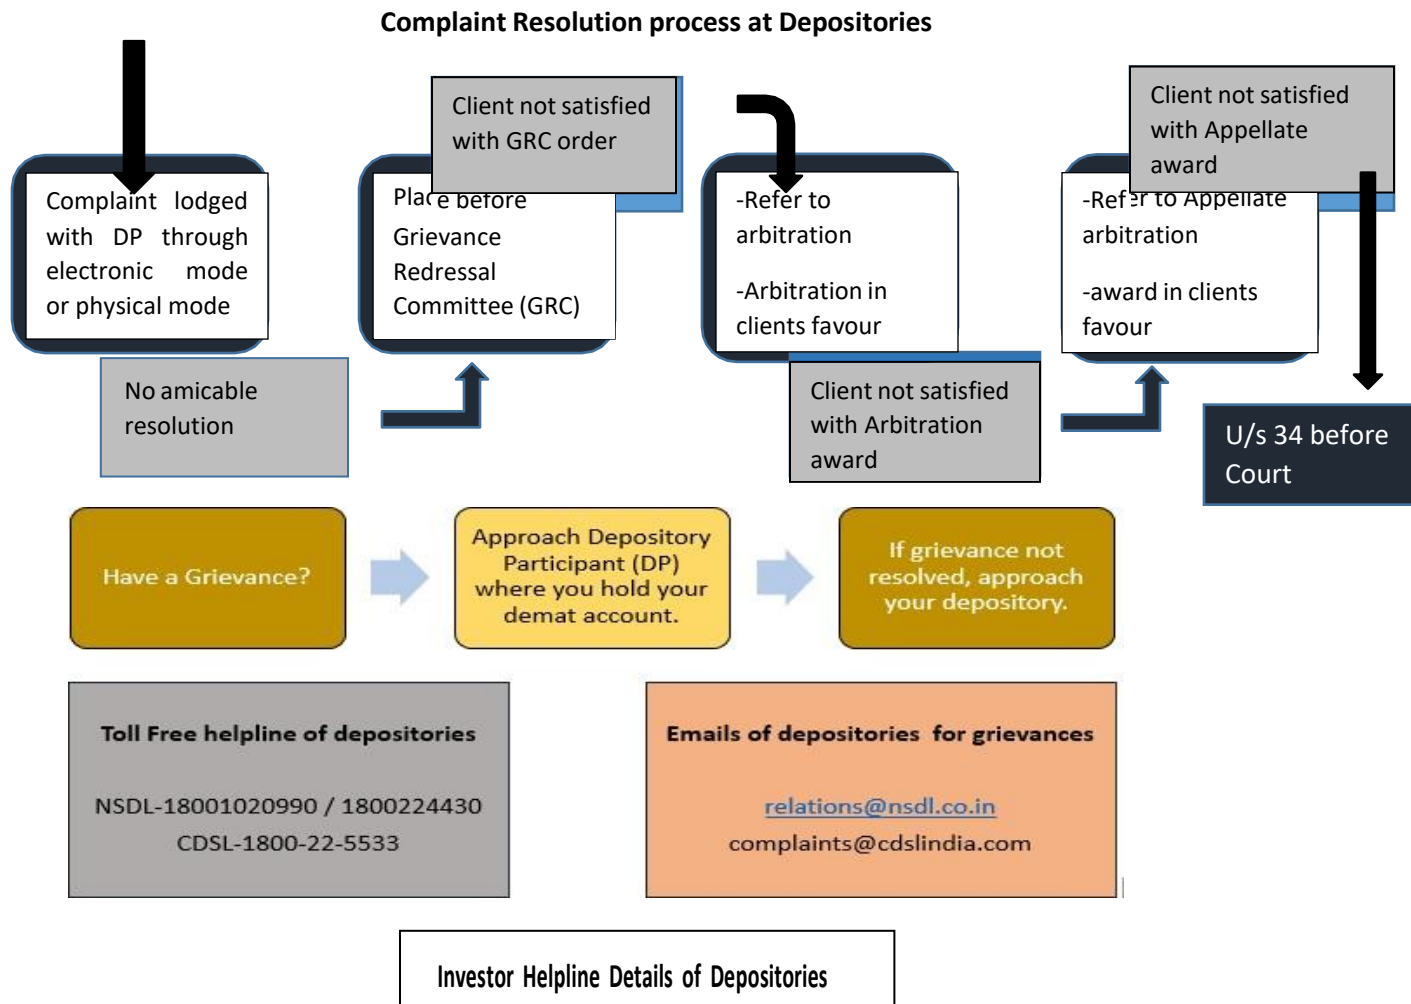 Complaint Resolution process at Depositories
Complaint lodged
with DP through
electronic mode
or physical mode
No amicable
resolution
Place before
Grievance
Redressal
Committee (GRC)
Client not satisfied
with GRC order
-Refer to
arbitration
-Arbitration in
clients favour
Client not satisfied
with Arbitration
award
-Refer to Appellate
arbitration
-award in clients
favour
Client not satisfied
with Appellate
award
U/s 34 before
Court
Have a Grievance?
Approach Depository
Participant (DP)
where you hold your
demat account.
If grievance not
resolved, approach
your depository.
Toll Free helpline of depositories
NSDL-18001020990 / 1800224430
CDSL-1800-22-5533
Emails of depositories for grievances
relations@nsdl.co.in
complaints@cdslindia.com
Investor Helpline Details of Depositories